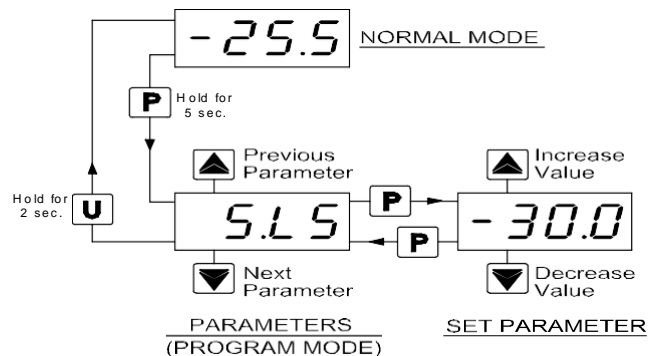 -25.5
NORMAL MODE
P
Hold for
5 sec.
Previous
Parameter
Increase
Value
Hold for
2 sec.
U
S.LS
P
P
-30.0
Next
Parameter
Decrease
Value
PARAMETERS
(PROGRAM MODE)
SET PARAMETER